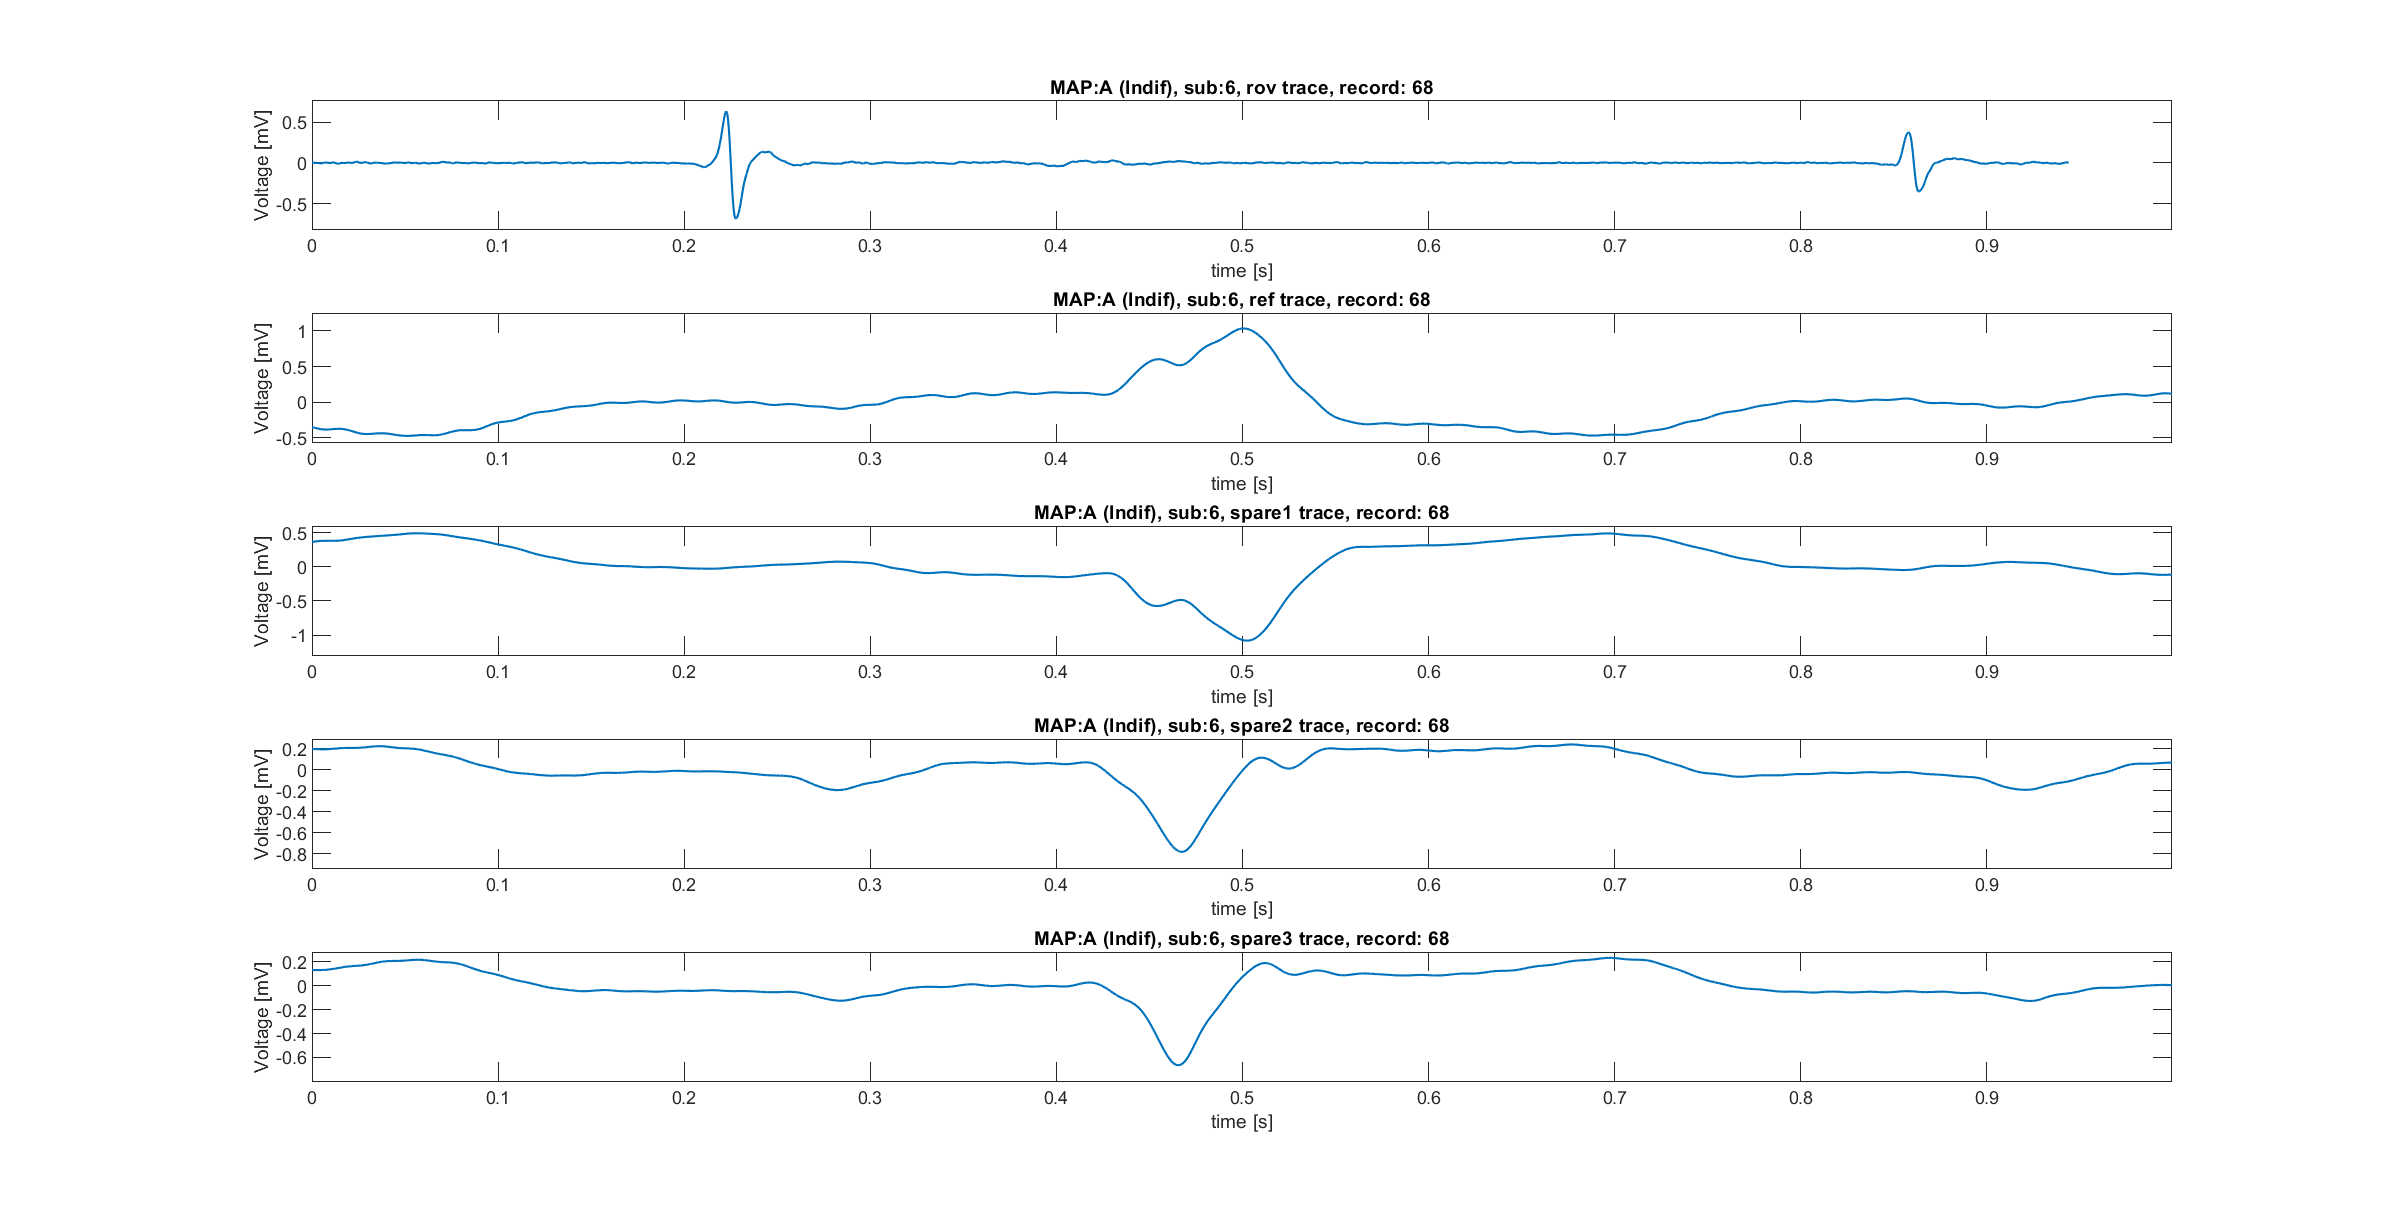 MAP:A (Indif), sub:6, rov trace, record: 68
Voltage [mV]
0.5
0
-0.5
0 0.1 0.2 0.3 0.4 0.5 0.6 0.7 0.8 0.9
time [s]
MAP:A (Indif), sub:6, ref trace, record: 68
Voltage [mV]
1
0.5
0
-0.5
0 0.1 0.2 0.3 0.4 0.5 0.6 0.7 0.8 0.9
time [s]
MAP:A (Indif), sub:6, spare1 trace, record: 68
Voltage [mV]
0.5
0
-0.5
-1
0 0.1 0.2 0.3 0.4 0.5 0.6 0.7 0.8 0.9
time [s]
MAP:A (Indif), sub:6, spare2 trace, record: 68
Voltage [mV]
0.2
0
-0.2
-0.4
-0.6
-0.8
0 0.1 0.2 0.3 0.4 0.5 0.6 0.7 0.8 0.9
time [s]
MAP:A (Indif), sub:6, spare3 trace, record: 68
Voltage [mV]
0.2
0
-0.2
-0.4
-0.6
0 0.1 0.2 0.3 0.4 0.5 0.6 0.7 0.8 0.9
time [s]